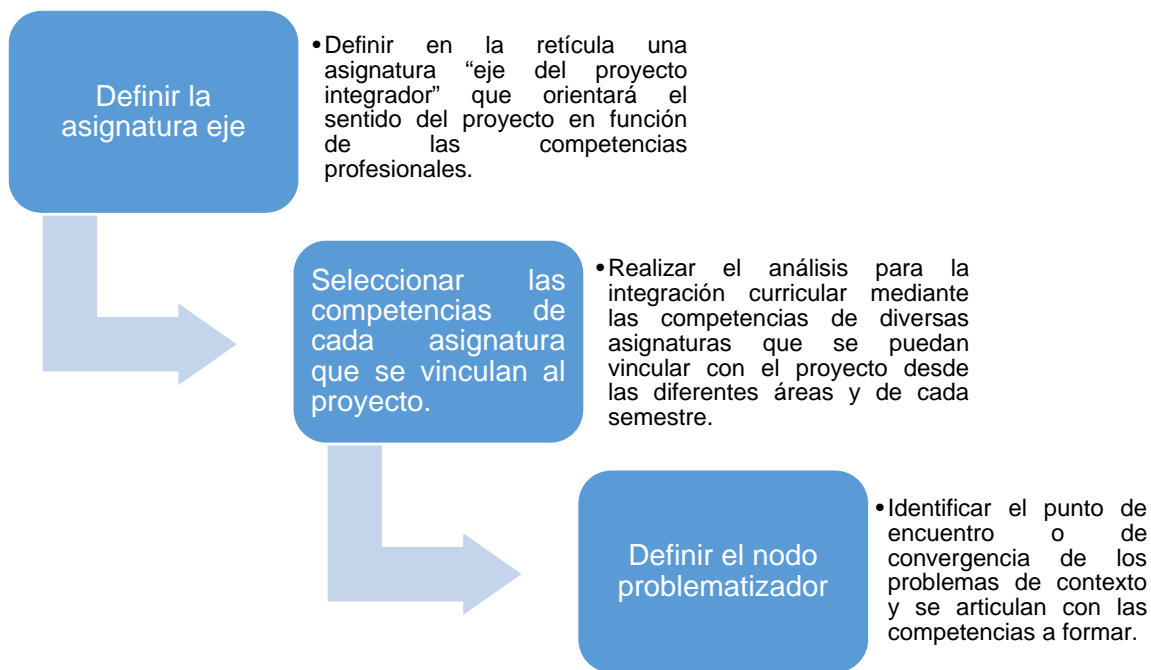 Definir la
asignatura eje
•Definir en la retícula una
asignatura “eje del proyecto
integrador” que orientará el
sentido del proyecto en función
de las competencias
profesionales.
Seleccionar las
competencias de
cada asignatura
que se vinculan al
proyecto.
•Realizar el análisis para la
integración curricular mediante
las competencias de diversas
asignaturas que se puedan
vincular con el proyecto desde
las diferentes áreas y de cada
semestre.
Definir el nodo
problematizador
•Identificar el punto de
encuentro o de
convergencia de los
problemas de contexto
y se articulan con las
competencias a formar.